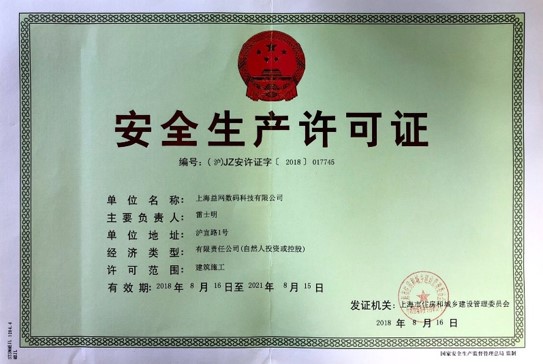 安全生产许可证
编号：（沪）JZ安许证字〔 2018 〕017745
单位名称：上海益网数码科技有限公司
主要负责人：雷士明
单位地址：沪宜路1号
经济类型：有限责任公司(自然人投资或控股)
许可范围：建筑施工
有效期：2018 年 8 月 16 日至 2021 年 8 月 15 日
发证机关：上海市住房和城乡建设管理委员会
2018 年 8 月 16 日
国家安全生产监督管理总局 监制